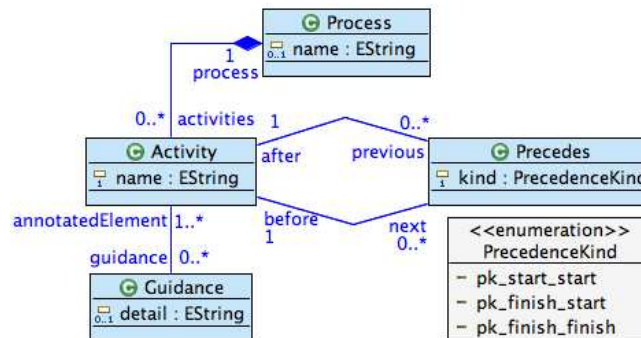 Process
0..1 name : EString
1
process
0..*
activities
1
0..*
Activity
after
previous
Precedes
1 name : EString
1 kind : PrecedenceKind
annotatedElement
1..*
before
next
1
0..*
guidance
0..*
<<enumeration>>
PrecedenceKind
Guidance
pk_start_start
0..1 detail : EString
pk_finish_start
pk_finish_finish